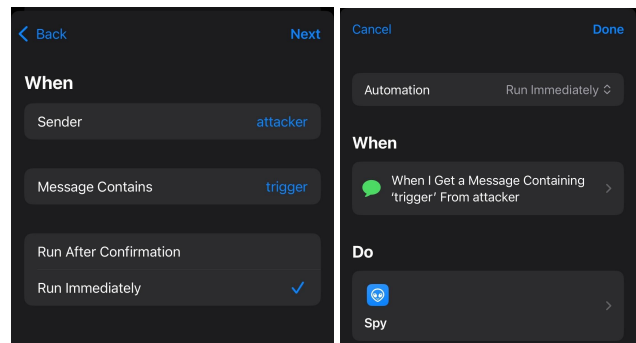 Back
Next
When
Sender attacker
Message Contains trigger
Run After Confirmation
Run Immediately
Cancel
Done
Automation Run Immediately
When
When I Get a Message Containing
‘trigger’ From attacker
Do
Spy